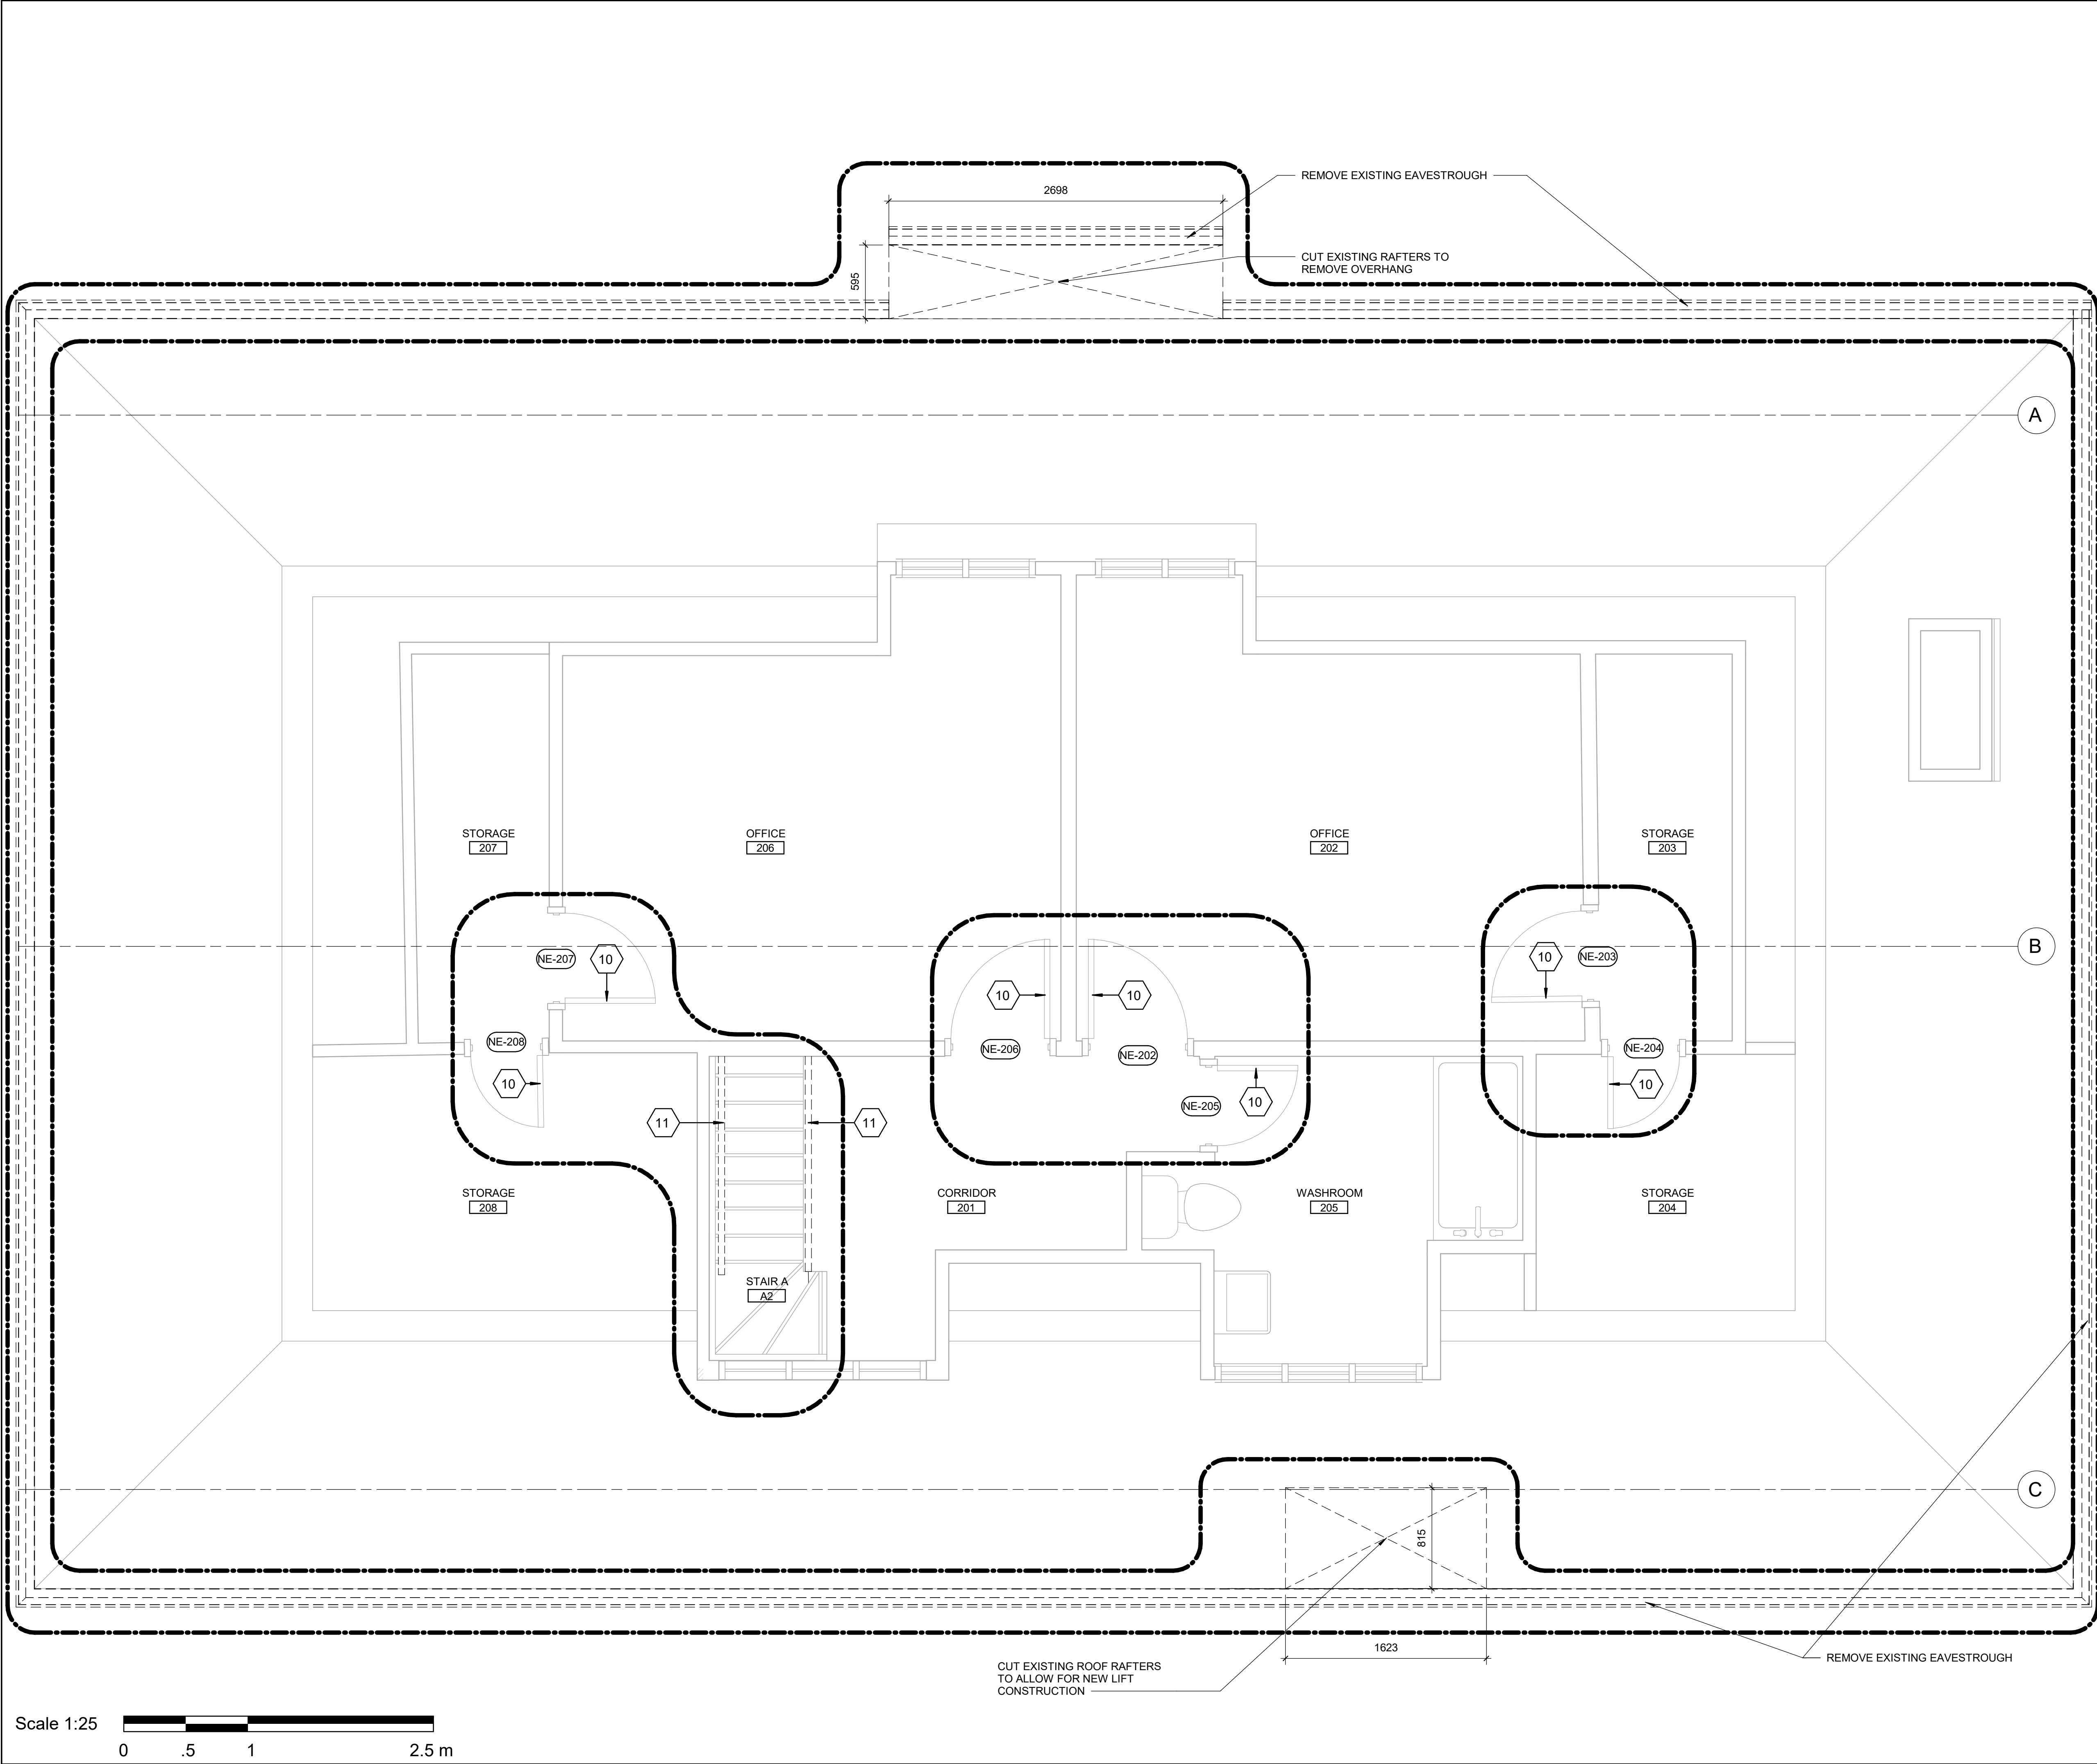 REMOVE EXISTING EAVESTROUGH
2698
CUT EXISTING RAFTERS TO
REMOVE OVERHANG
595
A
STORAGE
207
OFFICE
206
OFFICE
202
STORAGE
203
B
NE-207
10
10
NE-203
10
10
NE-208
NE-206
NE-202
NE-204
10
10
NE-205
10
11
11
STORAGE
208
CORRIDOR
201
WASHROOM
205
STORAGE
204
STAIR A
A2
C
815
1623
CUT EXISTING ROOF RAFTERS
TO ALLOW FOR NEW LIFT
CONSTRUCTION
REMOVE EXISTING EAVESTROUGH
Scale 1:25
0 .5 1 2.5 m